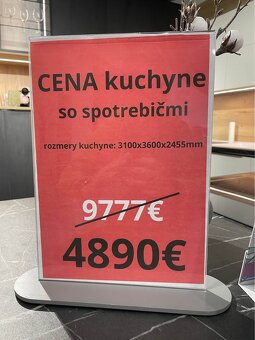 CENA kuchyne
so spotrebičmi
rozmery kuchyne: 3100x3600x2455mm
9777€
4890€